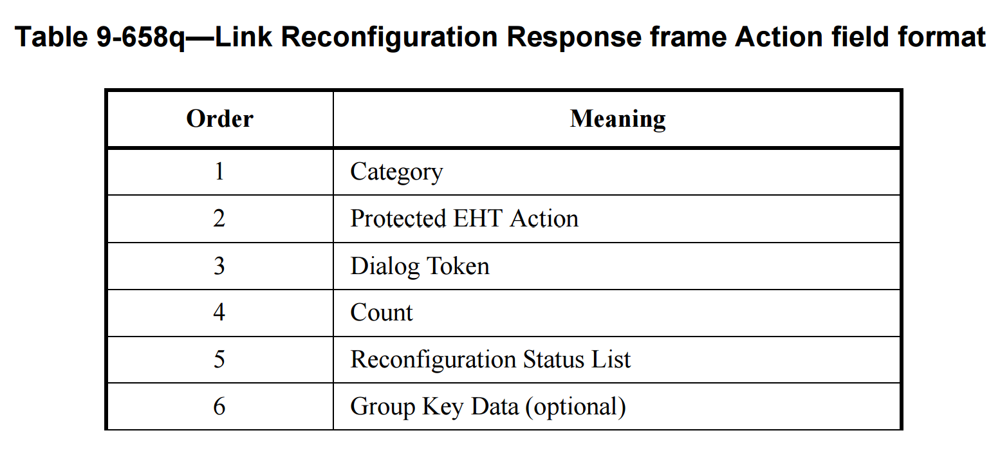 Table 9-658q—Link Reconfiguration Response frame Action field format
Order Meaning
1 Category
2 Protected EHT Action
3 Dialog Token
4 Count
5 Reconfiguration Status List
6 Group Key Data (optional)